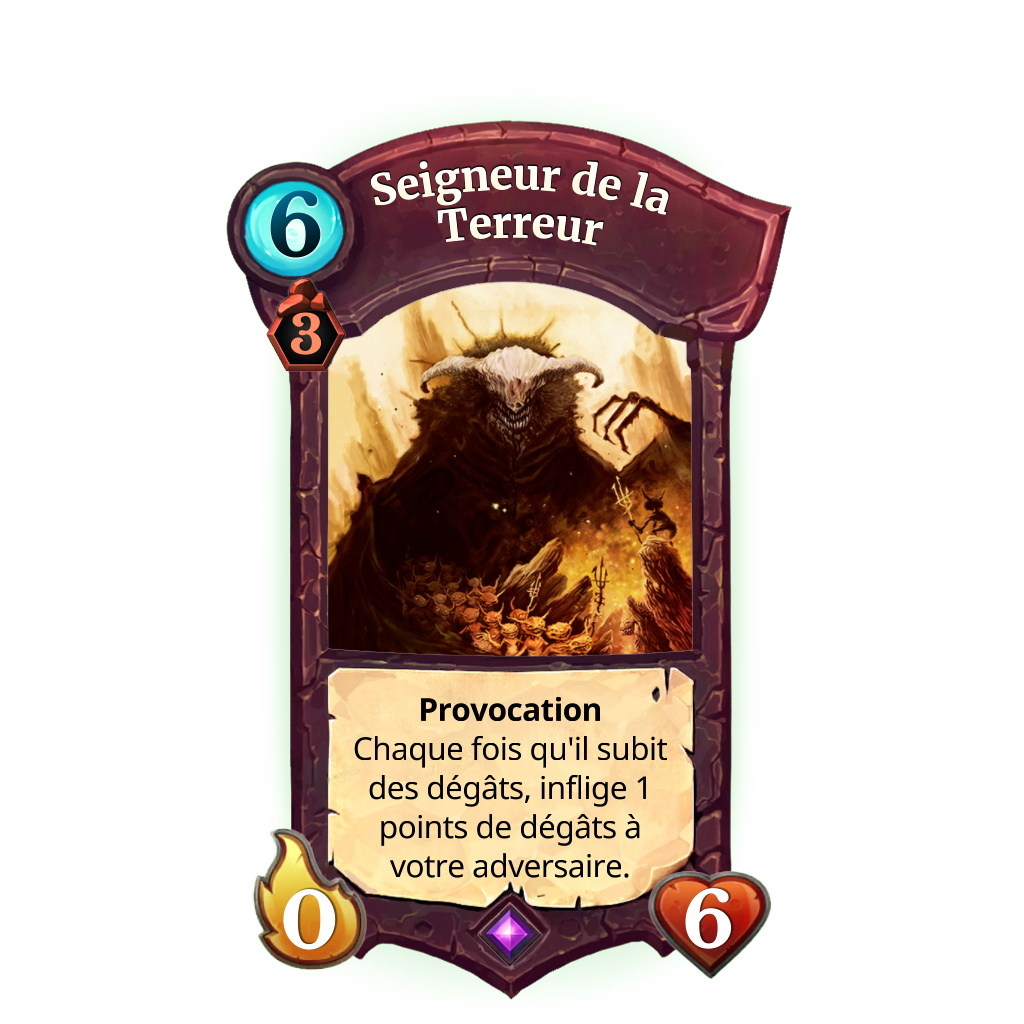 Seigneur de la
Terreur
6
3
Provocation
Chaque fois qu'il subit
des dégâts, inflige 1
points de dégâts à
votre adversaire.
0
6